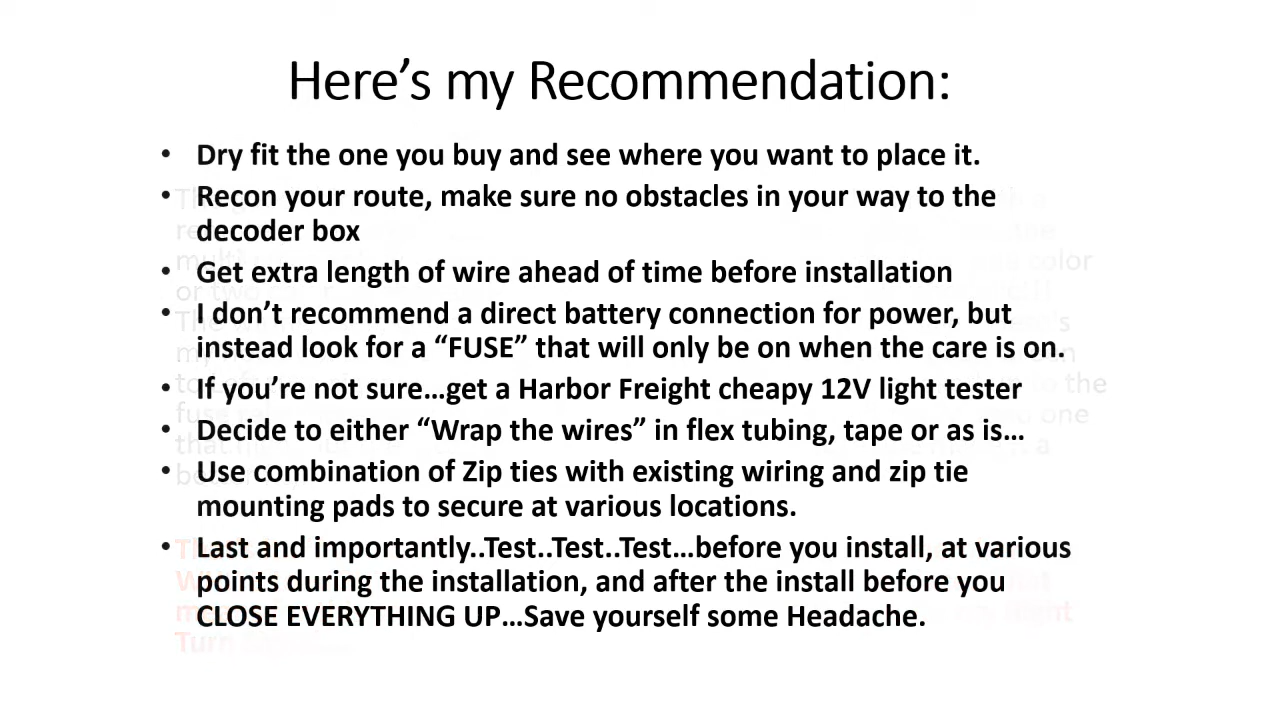 Here’s my Recommendation:
• Dry fit the one you buy and see where you want to place it.
• Recon your route, make sure no obstacles in your way to the
decoder box
• Get extra length of wire ahead of time before installation
• I don’t recommend a direct battery connection for power, but
instead look for a “FUSE” that will only be on when the care is on.
• If you’re not sure…get a Harbor Freight cheapy 12V light tester
• Decide to either “Wrap the wires” in flex tubing, tape or as is…
• Use combination of Zip ties with existing wiring and zip tie
mounting pads to secure at various locations.
• Last and importantly..Test..Test..Test…before you install, at various
points during the installation, and after the install before you
CLOSE EVERYTHING UP…Save yourself some Headache.